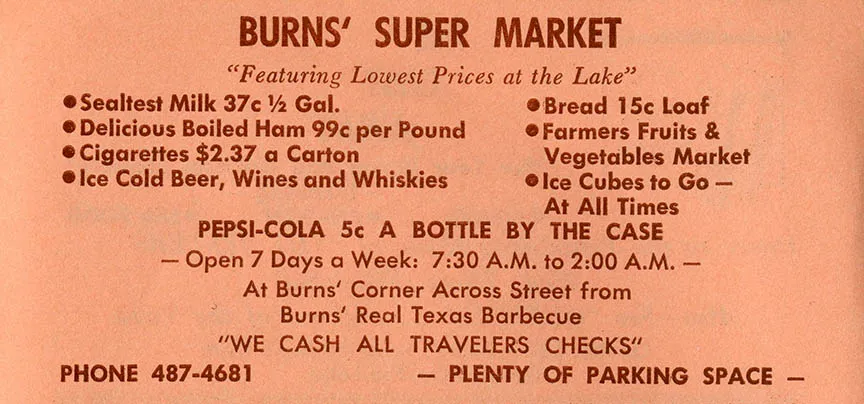 BURNS' SUPER MARKET
"Featuring Lowest Prices at the Lake"
●Sealtest Milk 37c ½ Gal.
●Delicious Boiled Ham 99c per Pound
●Cigarettes $2.37 a Carton
●Ice Cold Beer, Wines and Whiskies
●Bread 15c Loaf
●Farmers Fruits &
Vegetables Market
●Ice Cubes to Go —
At All Times
PEPSI-COLA 5c A BOTTLE BY THE CASE
— Open 7 Days a Week: 7:30 A.M. to 2:00 A.M. —
At Burns' Corner Across Street from
Burns' Real Texas Barbecue
"WE CASH ALL TRAVELERS CHECKS"
PHONE 487-4681
— PLENTY OF PARKING SPACE —